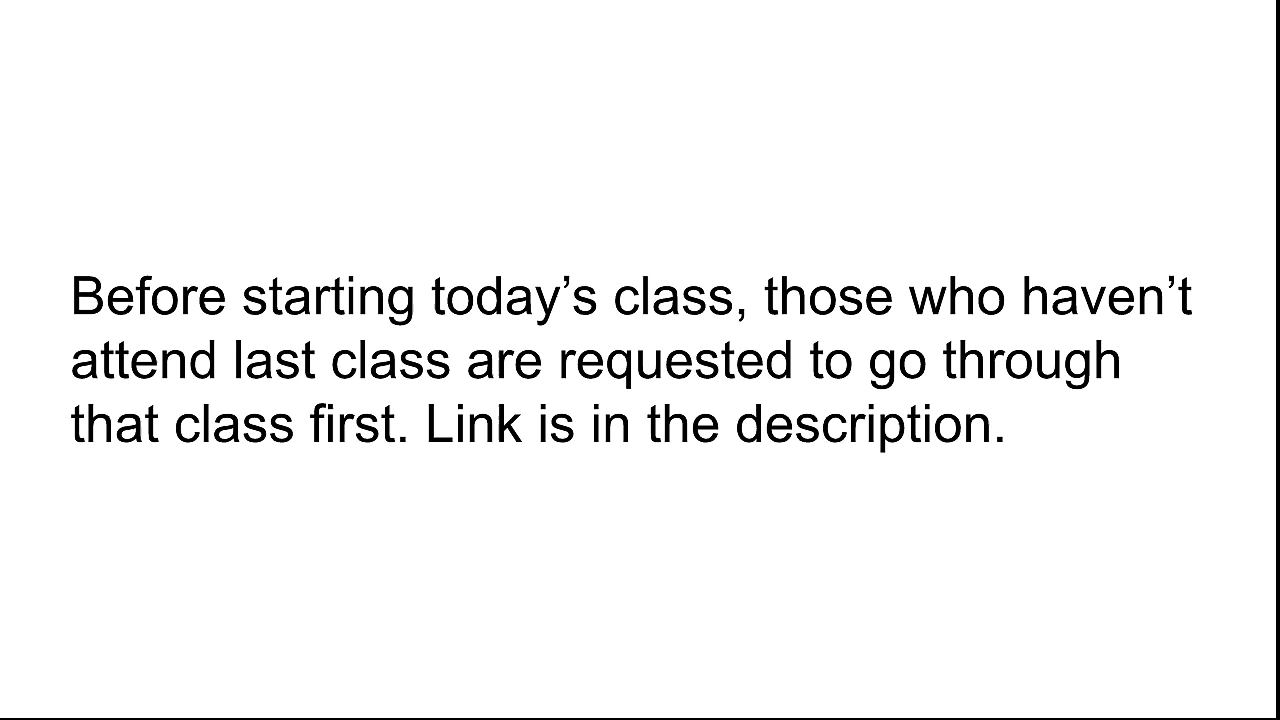 Before starting today’s class, those who haven’t
attend last class are requested to go through
that class first. Link is in the description.